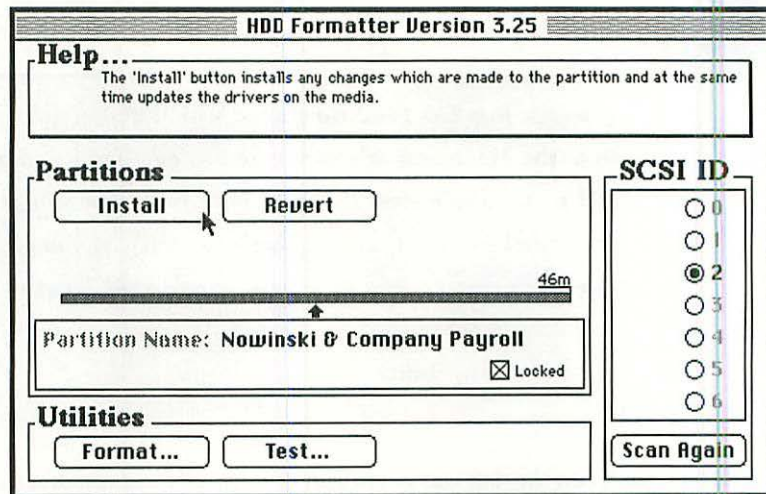 HDD Formatter Version 3.25
Help...
The 'Install' button installs any changes which are made to the partition and at the same
time updates the drivers on the media.
Partitions
Install
Revert
46m
Partition Name: Nowinski & Company Payroll
Locked
Utilities
Format...
Test...
SCSI ID
0
1
2
3
4
5
6
Scan Again